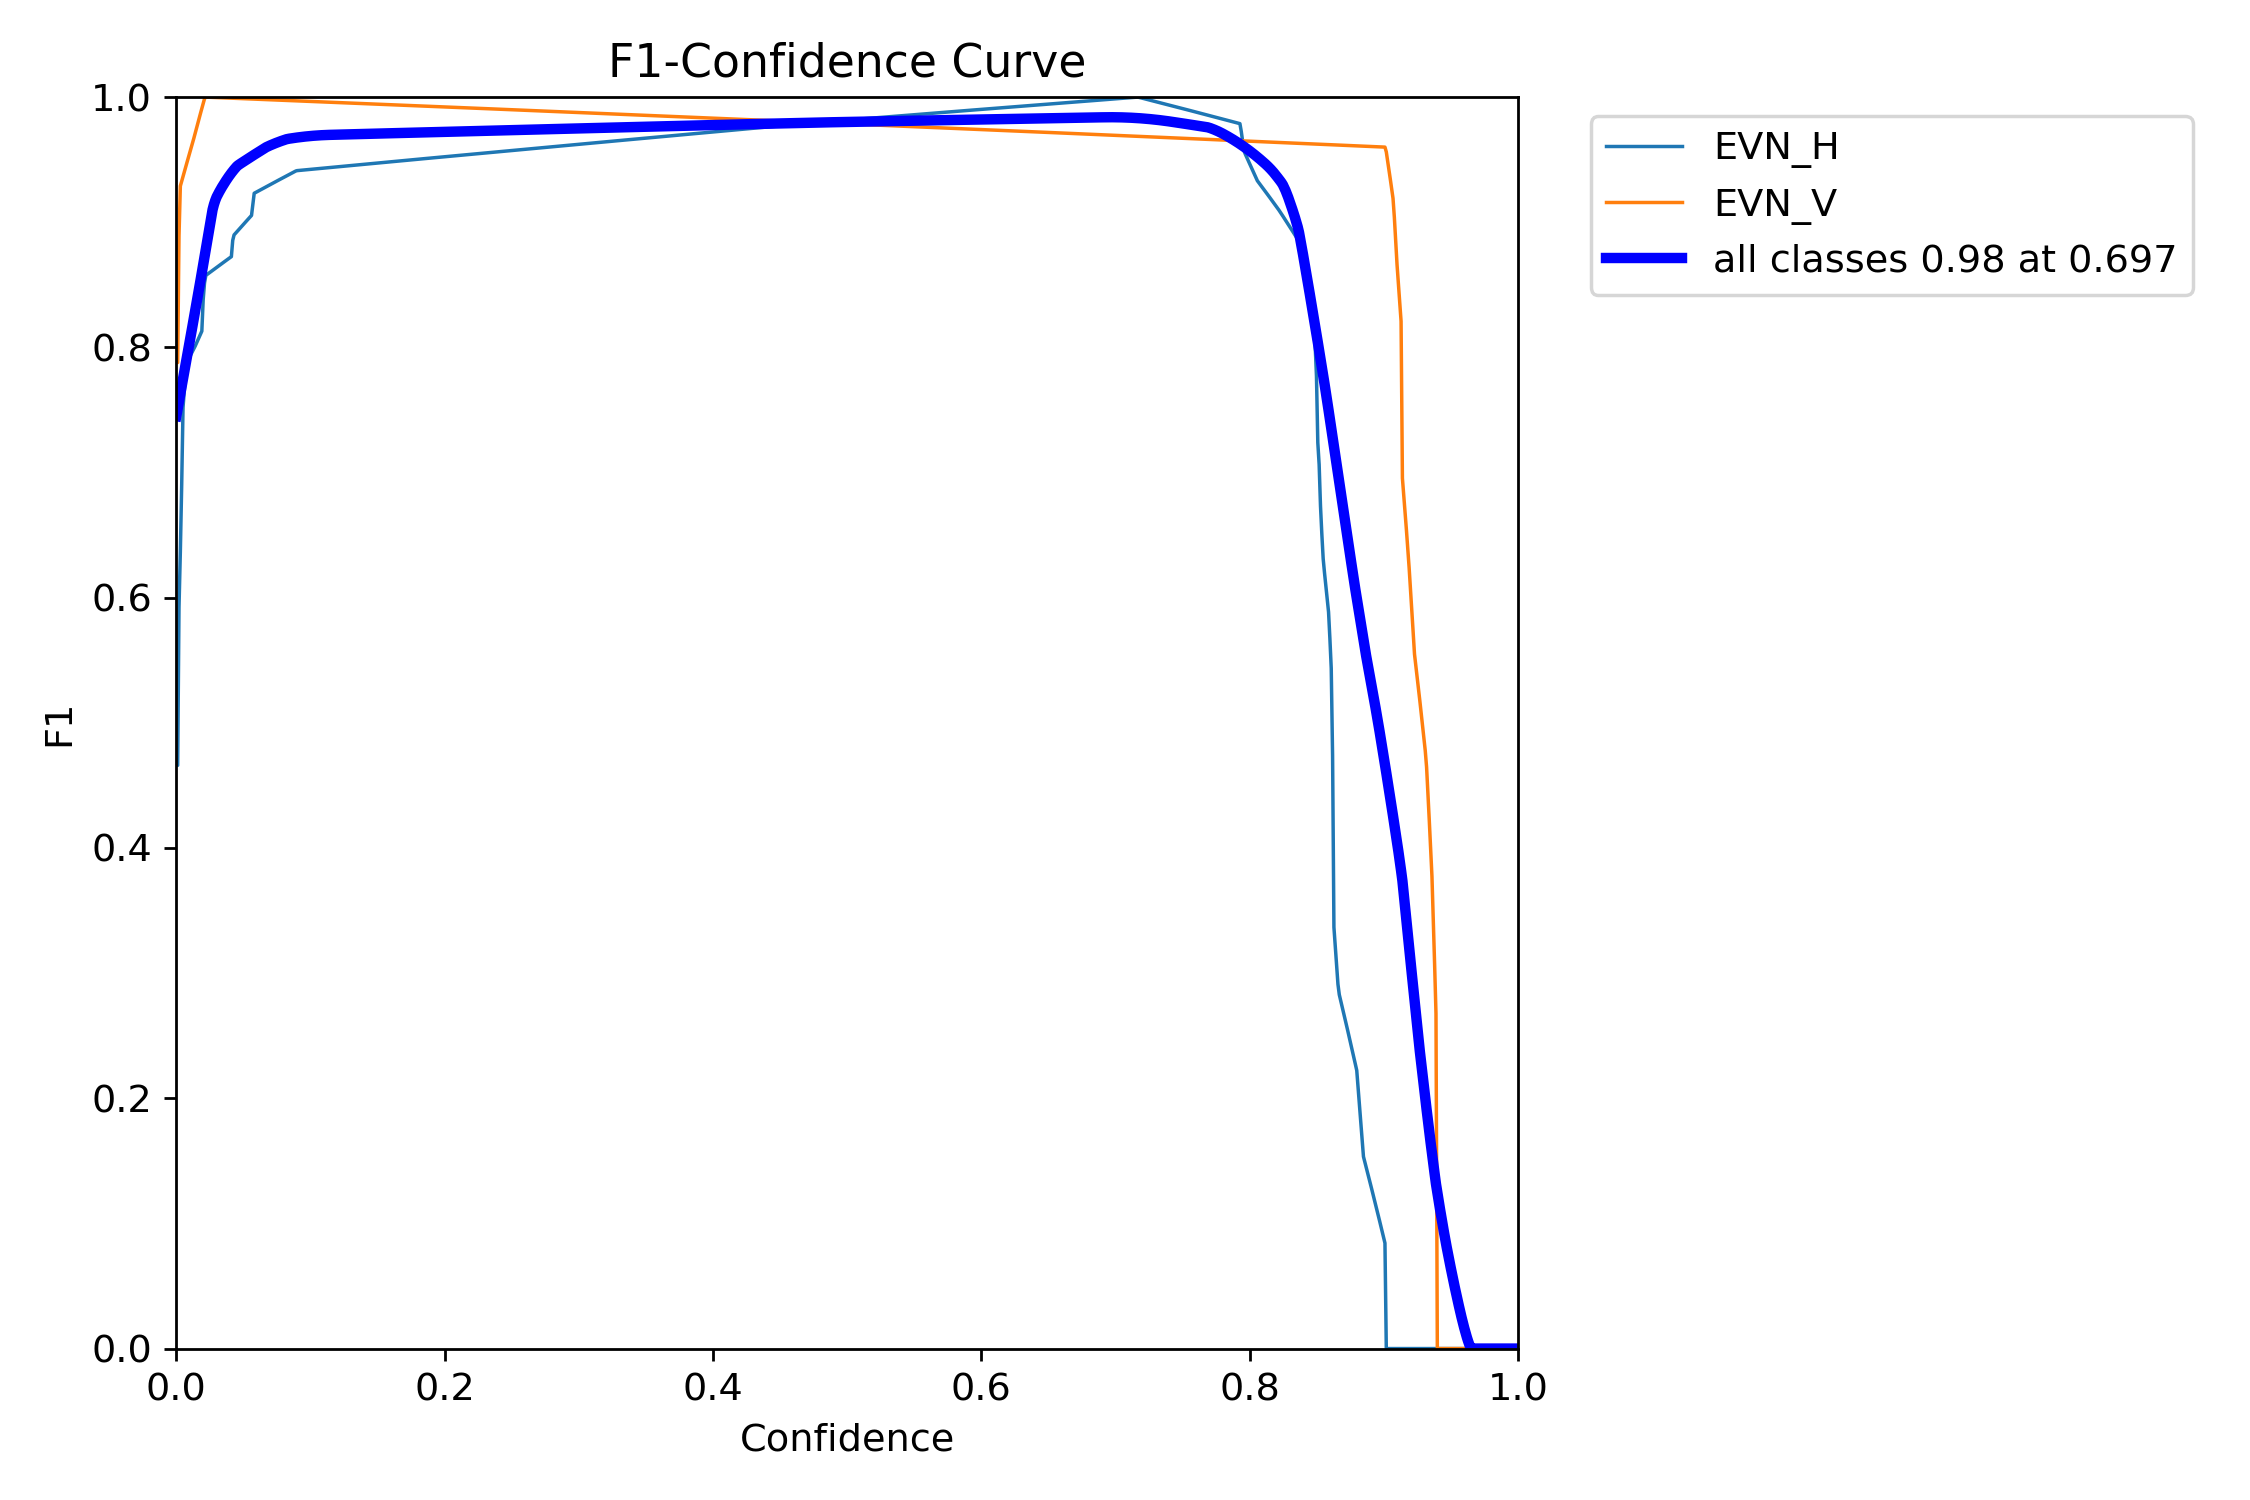 F1-Confidence Curve
EVN_H
EVN_V
all classes 0.98 at 0.697
1.0
0.8
0.6
0.4
0.2
0.0
F1
0.0 0.2 0.4 0.6 0.8 1.0
Confidence